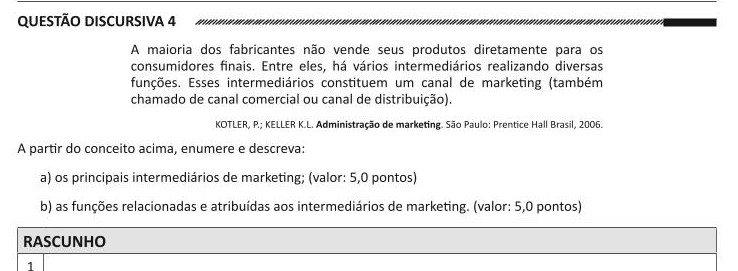 QUESTÃO DISCURSIVA 4
A maioria dos fabricantes não vende seus produtos diretamente para os
consumidores finais. Entre eles, há vários intermediários realizando diversas
funções. Esses intermediários constituem um canal de marketing (também
chamado de canal comercial ou canal de distribuição).
KOTLER, P.; KELLER K.L. Administração de marketing. São Paulo: Prentice Hall Brasil, 2006.
A partir do conceito acima, enumere e descreva:
a) os principais intermediários de marketing; (valor: 5,0 pontos)
b) as funções relacionadas e atribuídas aos intermediários de marketing. (valor: 5,0 pontos)
RASCUNHO
1